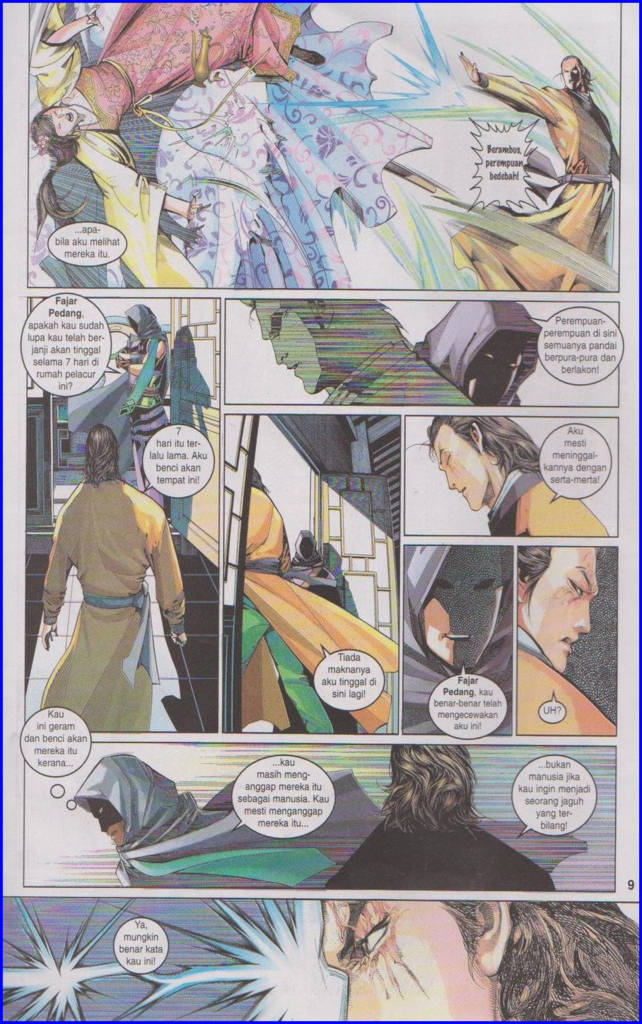 Berambus,
perempuan
bedebah!
...apa-
bila aku melihat
mereka itu.
Fajar
Pedang,
apakah kau sudah
lupa kau telah ber-
janji akan tinggal
selama 7 hari di
rumah pelacur
ini?
7
hari itu ter-
lalu lama. Aku
benci akan
tempat ini!
Perempuan-
perempuan di sini
semuanya pandai
berpura-pura dan
berlakon!
Aku
mesti
meninggal-
kannya dengan
serta-merta!
Tiada
maknanya
aku tinggal di
sini lagi!
Fajar
Pedang, kau
benar-benar telah
mengecewakan
aku ini!
UH?
Kau
ini geram
dan benci akan
mereka itu
kerana...
...kau
masih meng-
anggap mereka itu
sebagai manusia. Kau
mesti menganggap
mereka itu...
...bukan
manusia jika
kau ingin menjadi
seorang jaguh
yang ter-
bilang!
9
Ya,
mungkin
benar kata
kau ini!